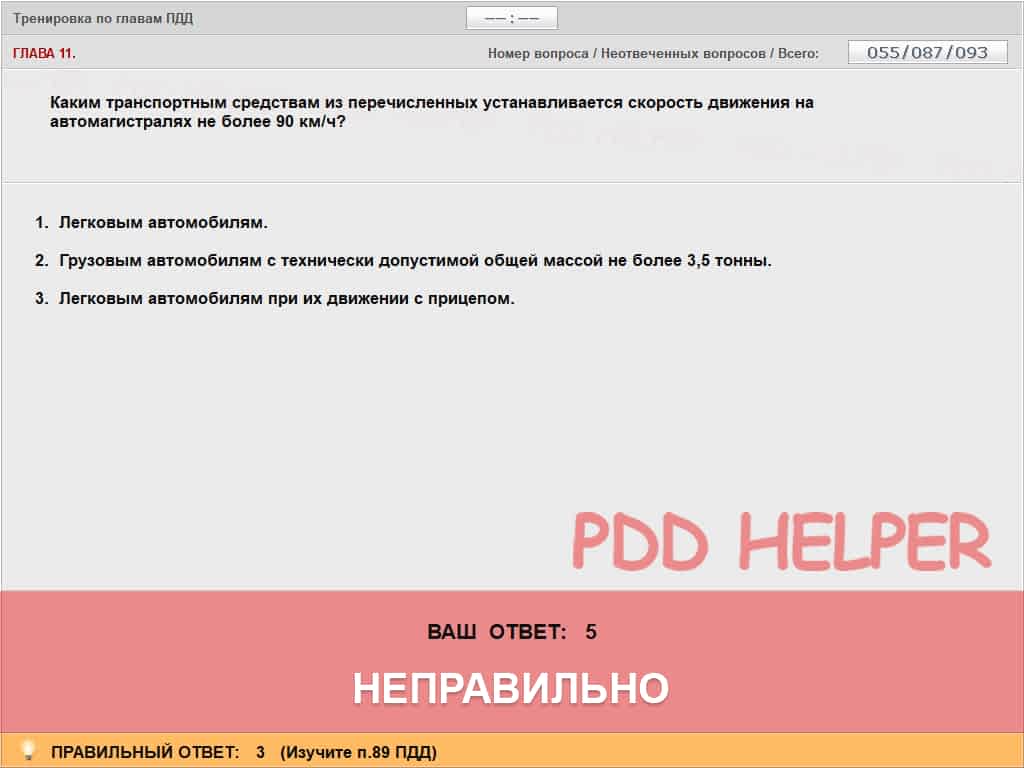 Тренировка по главам ПДД
–– : ––
ГЛАВА 11.
Номер вопроса / Неотвеченных вопросов / Всего:
055/087/093
Каким транспортным средствам из перечисленных устанавливается скорость движения на
автомагистралях не более 90 км/ч?
1. Легковым автомобилям.
2. Грузовым автомобилям с технически допустимой общей массой не более 3,5 тонны.
3. Легковым автомобилям при их движении с прицепом.
PDD HELPER
ВАШ ОТВЕТ: 5
НЕПРАВИЛЬНО
ПРАВИЛЬНЫЙ ОТВЕТ: 3 (Изучите п.89 ПДД)